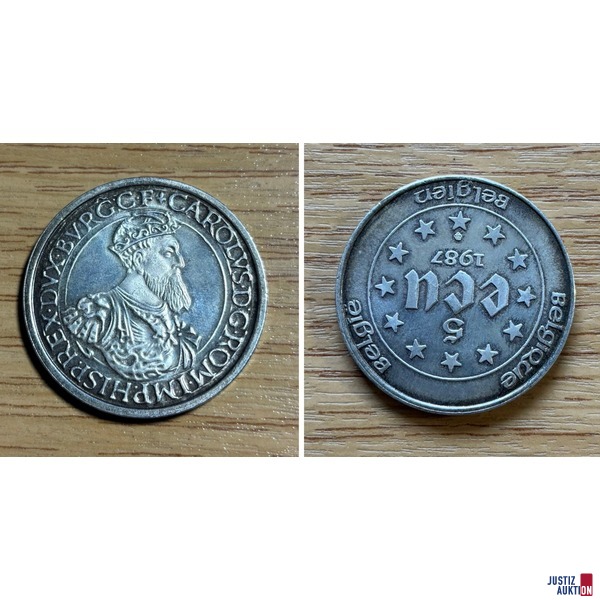 CAROLVS·D:G:ROM·IMP·HISP·REX·DVX·BVRG
5
ecu
1987
België
Belgique
Belgien
JUSTIZ
AUKTION